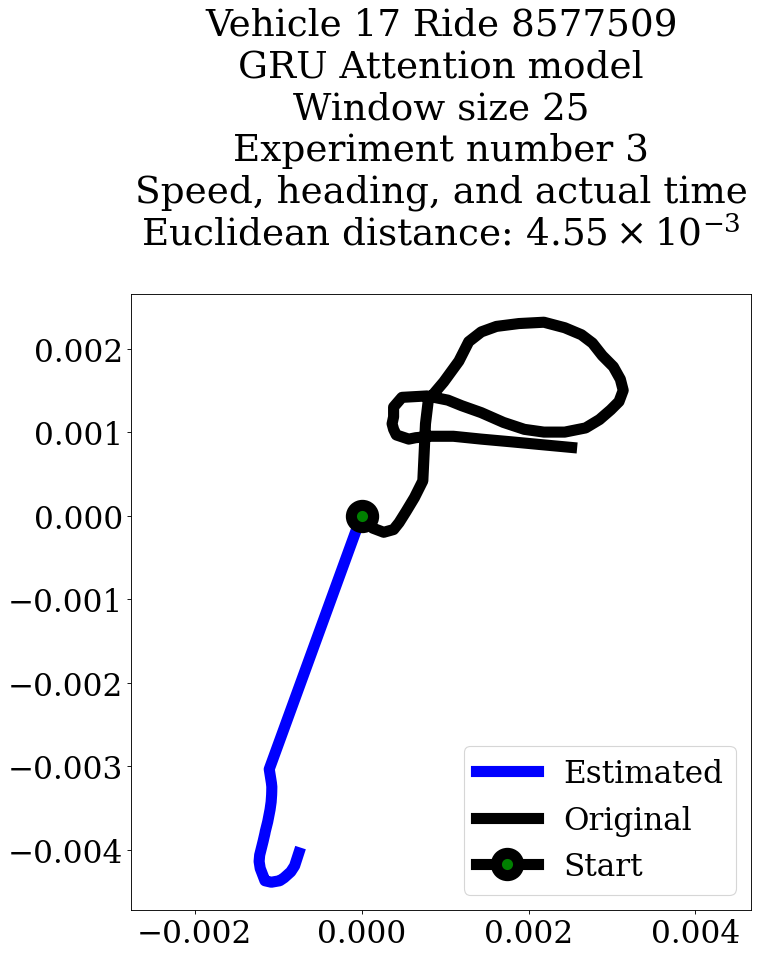 Vehicle 17 Ride 8577509
GRU Attention model
Window size 25
Experiment number 3
Speed, heading, and actual time
Euclidean distance: 4.55 × 10⁻³
0.002
0.001
0.000
−0.001
−0.002
−0.003
−0.004
Estimated
Original
Start
−0.002 0.000 0.002 0.004